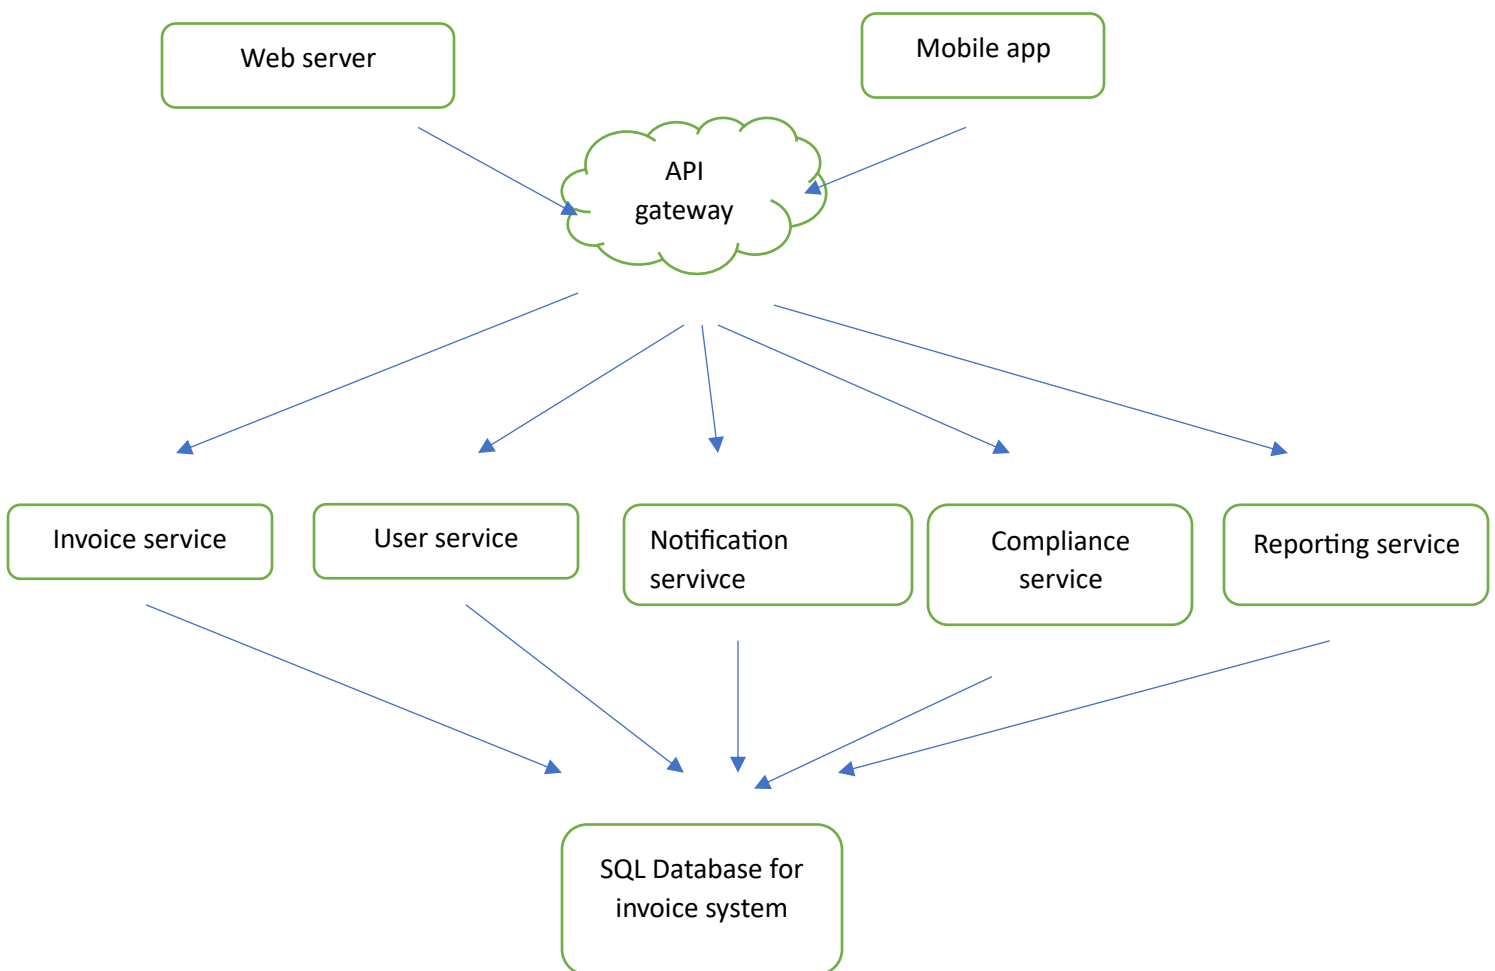 Web server
Mobile app
API
gateway
Invoice service
User service
Notification
servivce
Compliance
service
Reporting service
SQL Database for
invoice system